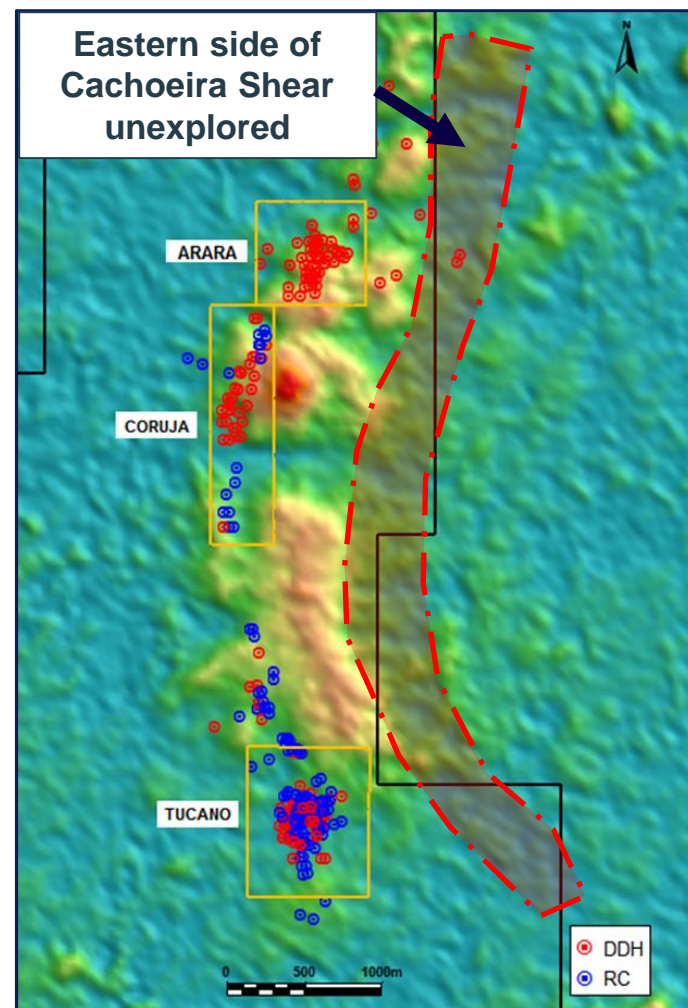 Eastern side of
Cachoeira Shear
unexplored
N
ARARA
CORUJA
TUCANO
0 500 1000m
DDH
RC